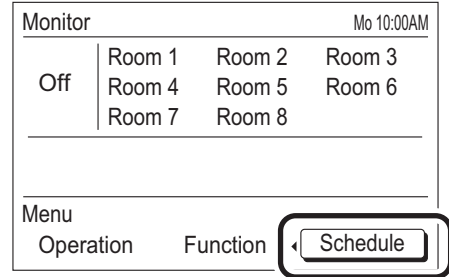 Monitor Mo 10:00AM
Off
Room 1 Room 2 Room 3
Room 4 Room 5 Room 6
Room 7 Room 8
Menu
Operation Function Schedule